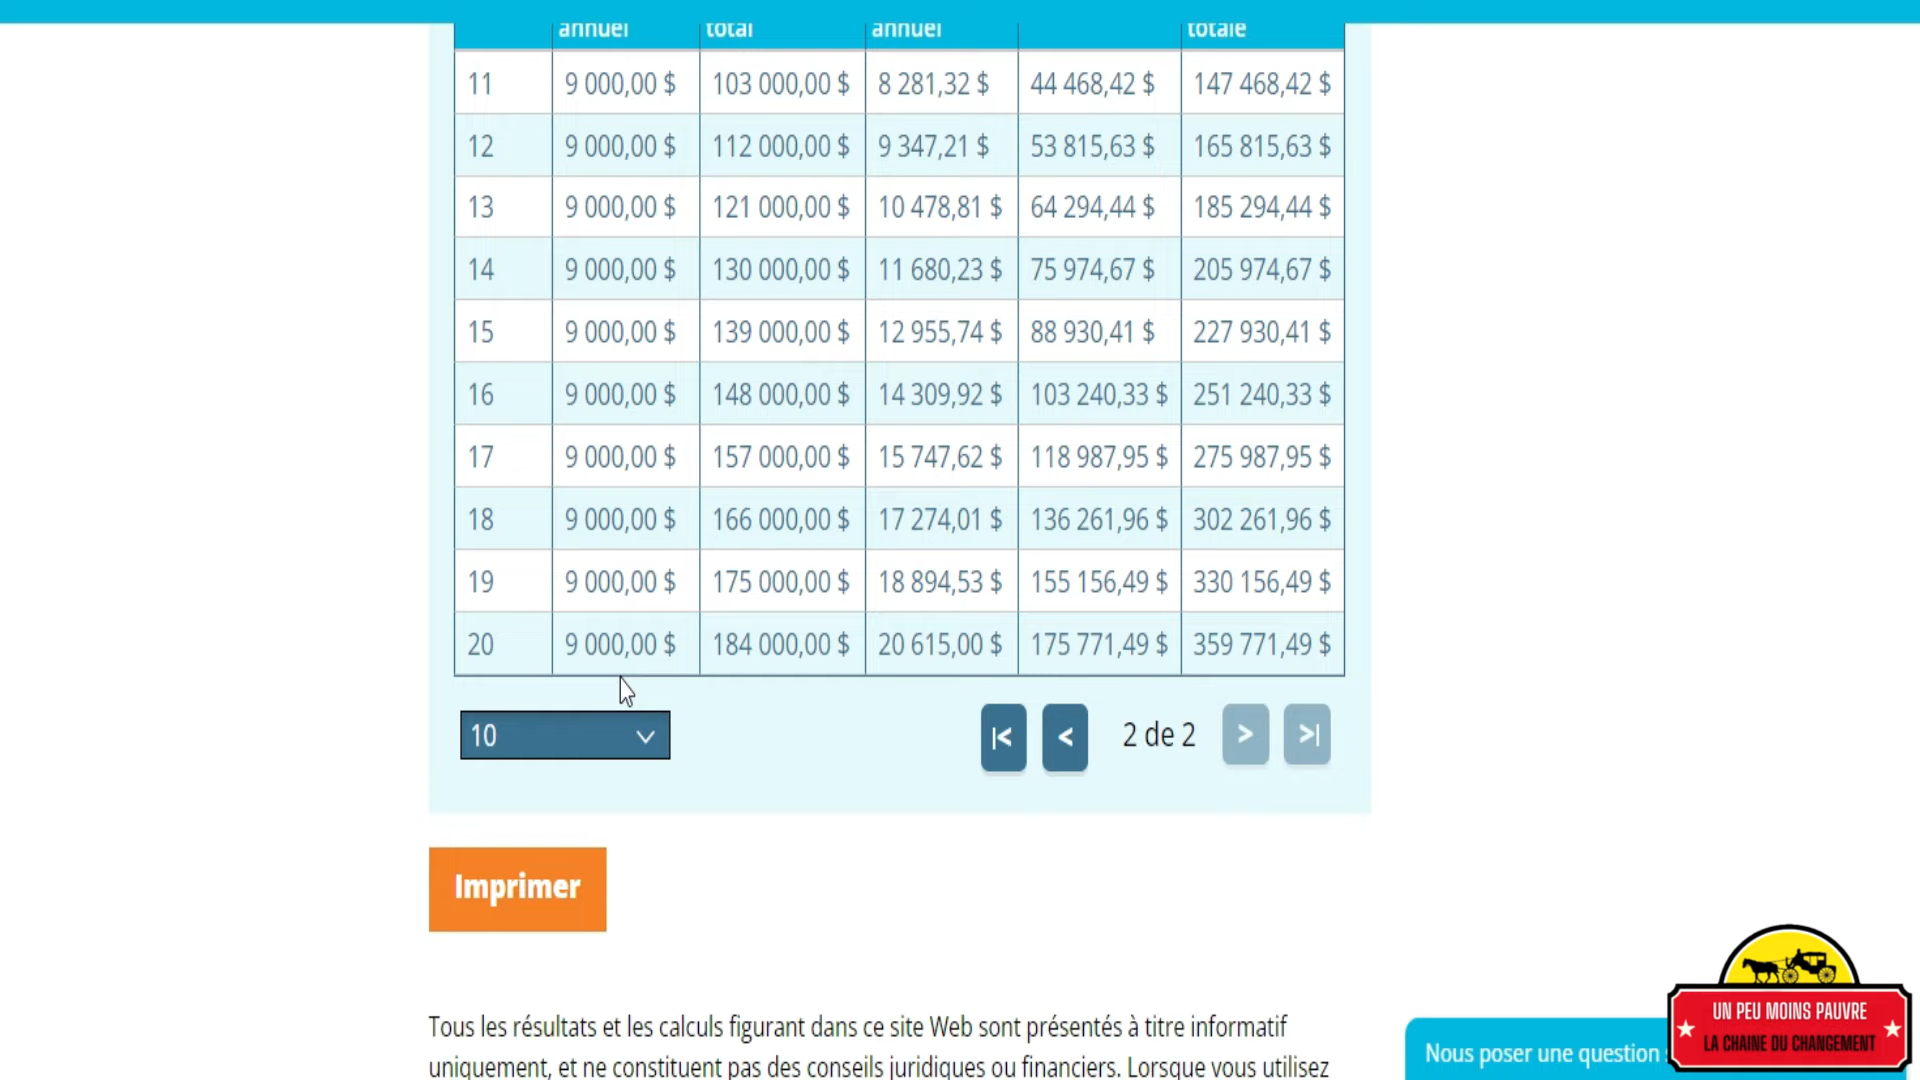 annuel total annuel totale
11 9 000,00 $ 103 000,00 $ 8 281,32 $ 44 468,42 $ 147 468,42 $
12 9 000,00 $ 112 000,00 $ 9 347,21 $ 53 815,63 $ 165 815,63 $
13 9 000,00 $ 121 000,00 $ 10 478,81 $ 64 294,44 $ 185 294,44 $
14 9 000,00 $ 130 000,00 $ 11 680,23 $ 75 974,67 $ 205 974,67 $
15 9 000,00 $ 139 000,00 $ 12 955,74 $ 88 930,41 $ 227 930,41 $
16 9 000,00 $ 148 000,00 $ 14 309,92 $ 103 240,33 $ 251 240,33 $
17 9 000,00 $ 157 000,00 $ 15 747,62 $ 118 987,95 $ 275 987,95 $
18 9 000,00 $ 166 000,00 $ 17 274,01 $ 136 261,96 $ 302 261,96 $
19 9 000,00 $ 175 000,00 $ 18 894,53 $ 155 156,49 $ 330 156,49 $
20 9 000,00 $ 184 000,00 $ 20 615,00 $ 175 771,49 $ 359 771,49 $
10 |< < 2 de 2 > >|
Imprimer
Tous les résultats et les calculs figurant dans ce site Web sont présentés à titre informatif
uniquement, et ne constituent pas des conseils juridiques ou financiers. Lorsque vous utilisez
Nous poser une question
UN PEU MOINS PAUVRE
LA CHAINE DU CHANGEMENT